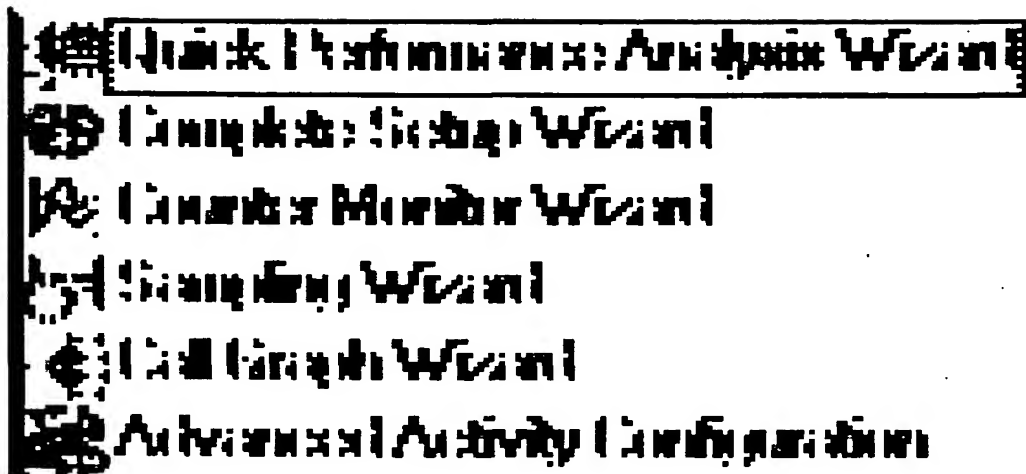 Quick Performance Analysis Wizard
Complete Setup Wizard
Counter Monitor Wizard
Sampling Wizard
Call Graph Wizard
Advanced Activity Configuration